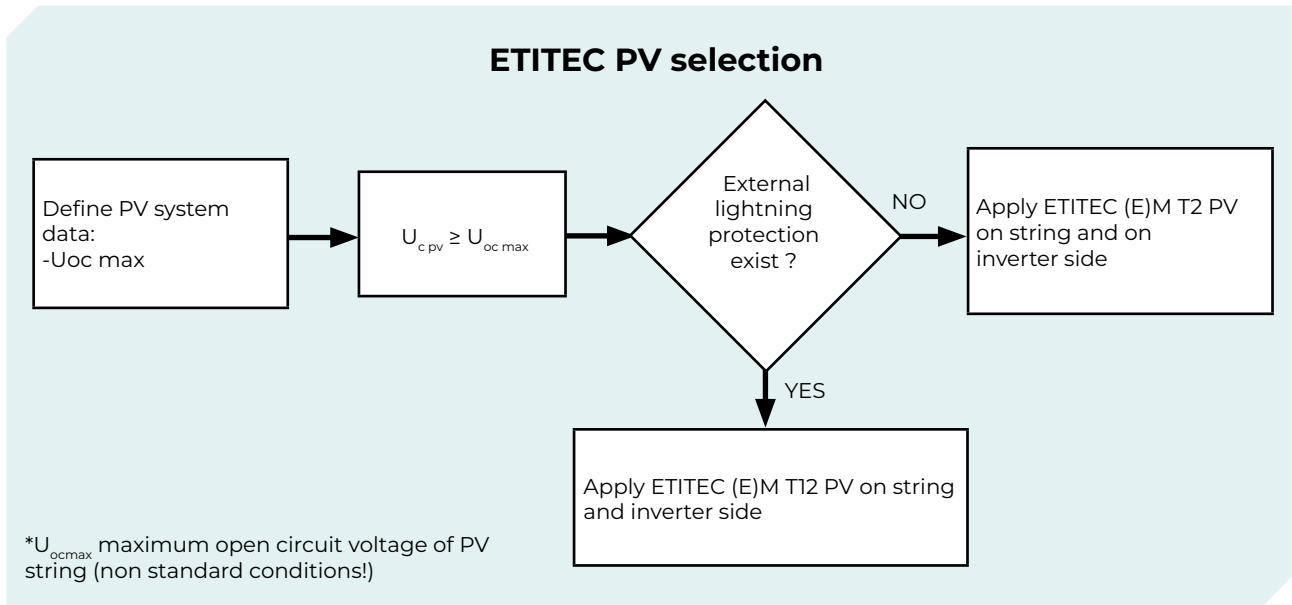 ETITEC PV selection
Define PV system
data:
-Uoc max
U c pv ≥ U oc max
External
lightning
protection
exist ?
NO
Apply ETITEC (E)M T2 PV
on string and on
inverter side
YES
Apply ETITEC (E)M T12 PV on string
and inverter side
*Uocmax maximum open circuit voltage of PV
string (non standard conditions!)